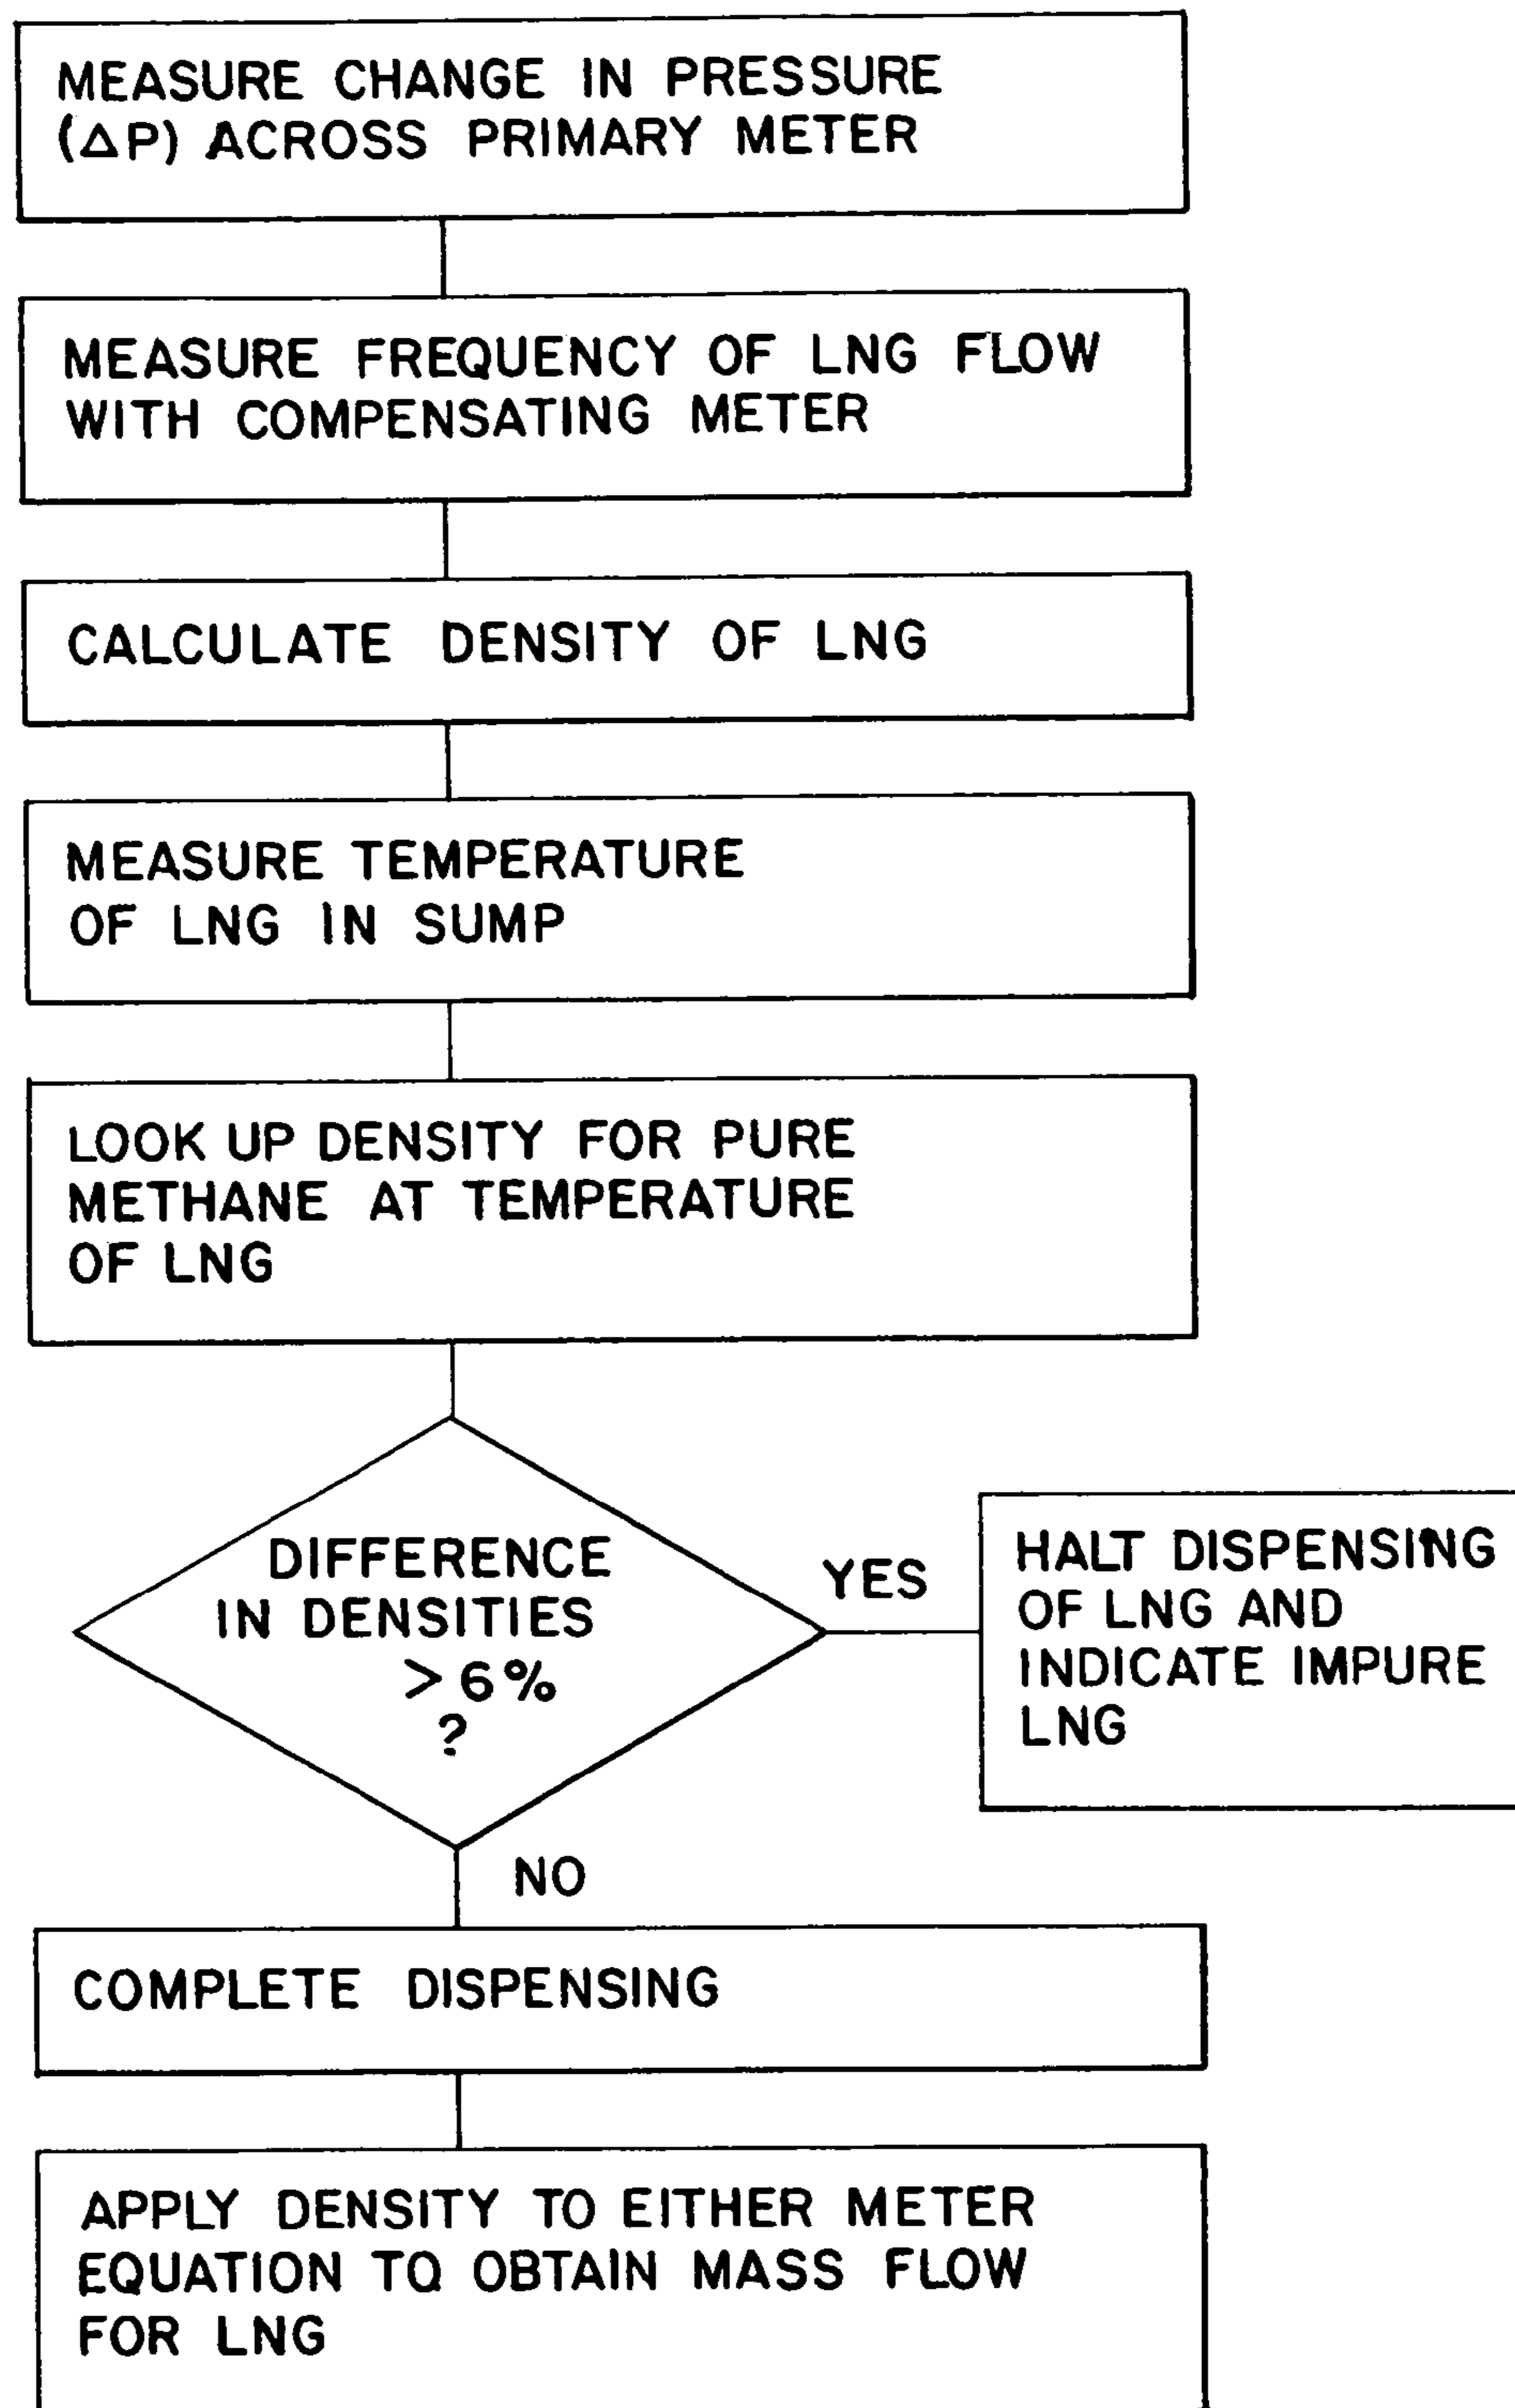 MEASURE CHANGE IN PRESSURE
(ΔP) ACROSS PRIMARY METER
MEASURE FREQUENCY OF LNG FLOW
WITH COMPENSATING METER
CALCULATE DENSITY OF LNG
MEASURE TEMPERATURE
OF LNG IN SUMP
LOOK UP DENSITY FOR PURE
METHANE AT TEMPERATURE
OF LNG
DIFFERENCE
IN DENSITIES
>6%
?
YES
HALT DISPENSING
OF LNG AND
INDICATE IMPURE
LNG
NO
COMPLETE DISPENSING
APPLY DENSITY TO EITHER METER
EQUATION TO OBTAIN MASS FLOW
FOR LNG